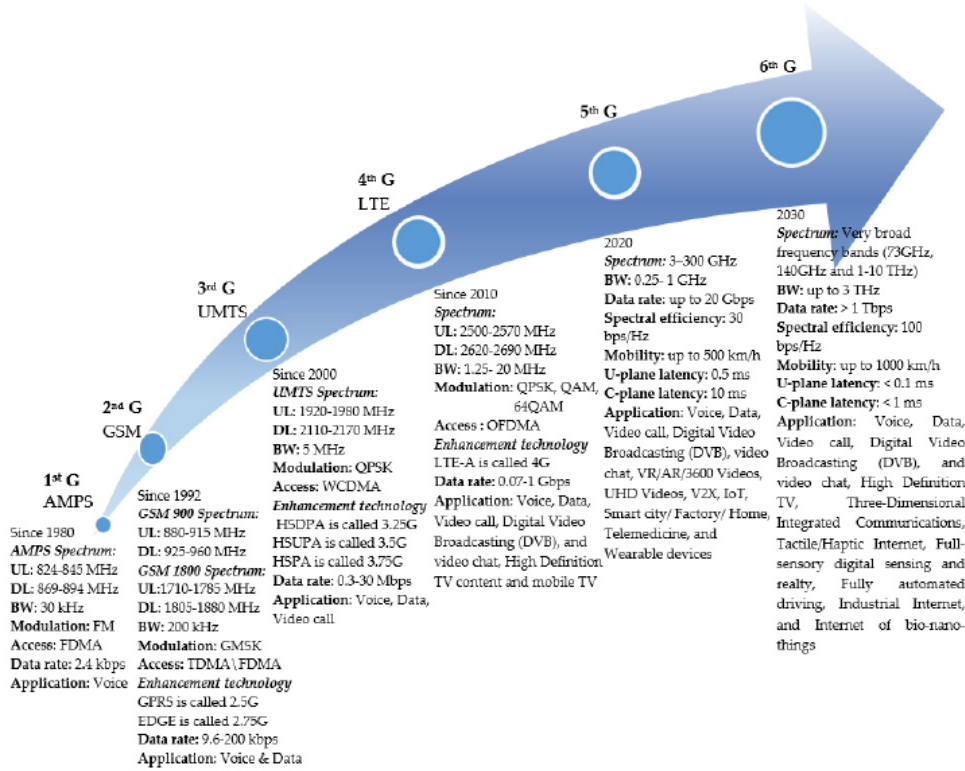 1st G
AMPS
Since 1980
AMPS Spectrum:
UL: 824-845 MHz
DL: 869-894 MHz
BW: 30 kHz
Modulation: FM
Access: FDMA
Data rate: 2.4 kbps
Application: Voice
2nd G
GSM
Since 1992
GSM 900 Spectrum:
UL: 880-915 MHz
DL: 925-960 MHz
GSM 1800 Spectrum:
UL:1710-1785 MHz
DL: 1805-1880 MHz
BW: 200 kHz
Modulation: GMSK
Access: TDMA\FDMA
Enhancement technology
GPRS is called 2.5G
EDGE is called 2.75G
Data rate: 9.6-200 kbps
Application: Voice & Data
3rd G
UMTS
Since 2000
UMTS Spectrum:
UL: 1920-1980 MHz
DL: 2110-2170 MHz
BW: 5 MHz
Modulation: QPSK
Access: WCDMA
Enhancement technology
HSDPA is called 3.25G
HSUPA is called 3.5G
HSPA is called 3.75G
Data rate: 0.3-30 Mbps
Application: Voice, Data,
Video call
4th G
LTE
Since 2010
Spectrum:
UL: 2500-2570 MHz
DL: 2620-2690 MHz
BW: 1.25- 20 MHz
Modulation: QPSK, QAM,
64QAM
Access : OFDMA
Enhancement technology
LTE-A is called 4G
Data rate: 0.07-1 Gbps
Application: Voice, Data,
Video call, Digital Video
Broadcasting (DVB), and
video chat, High Definition
TV content and mobile TV
5th G
2020
Spectrum: 3–300 GHz
BW: 0.25- 1 GHz
Data rate: up to 20 Gbps
Spectral efficiency: 30
bps/Hz
Mobility: up to 500 km/h
U-plane latency: 0.5 ms
C-plane latency: 10 ms
Application: Voice, Data,
Video call, Digital Video
Broadcasting (DVB), video
chat, VR/AR/3600 Videos,
UHD Videos, V2X, IoT,
Smart city/ Factory/ Home,
Telemedicine, and
Wearable devices
6th G
2030
Spectrum: Very broad
frequency bands (73GHz,
140GHz and 1-10 THz)
BW: up to 3 THz
Data rate: > 1 Tbps
Spectral efficiency: 100
bps/Hz
Mobility: up to 1000 km/h
U-plane latency: < 0.1 ms
C-plane latency: < 1 ms
Application: Voice, Data,
Video call, Digital Video
Broadcasting (DVB), and
video chat, High Definition
TV, Three-Dimensional
Integrated Communications,
Tactile/Haptic Internet, Full-
sensory digital sensing and
realty, Fully automated
driving, Industrial Internet,
and Internet of bio-nano-
things